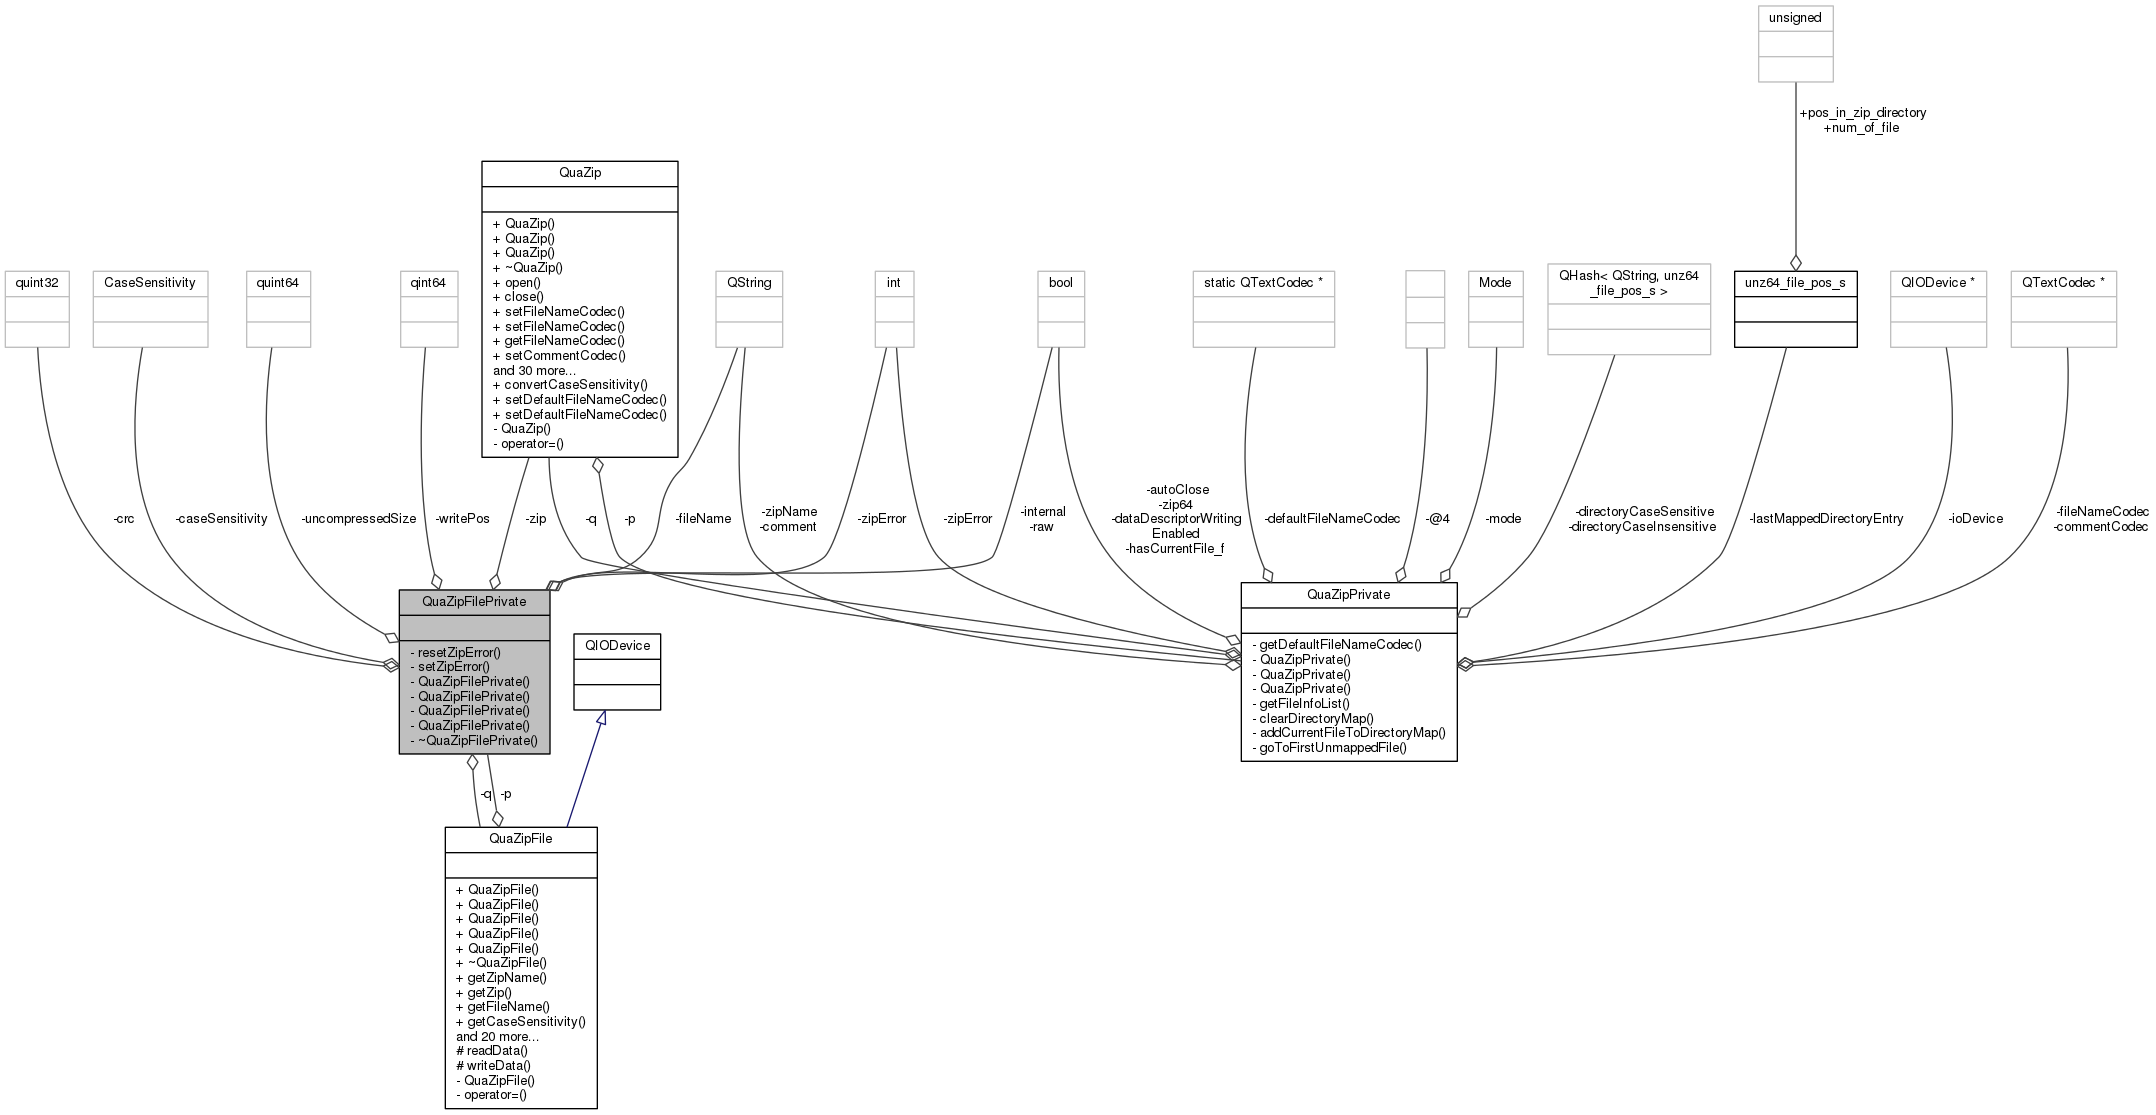 unsigned
+pos_in_zip_directory
+num_of_file
QuaZip
+ QuaZip()
+ QuaZip()
+ QuaZip()
+ ~QuaZip()
+ open()
+ close()
+ setFileNameCodec()
+ setFileNameCodec()
+ getFileNameCodec()
+ setCommentCodec()
and 30 more...
+ convertCaseSensitivity()
+ setDefaultFileNameCodec()
+ setDefaultFileNameCodec()
- QuaZip()
- operator=()
quint32
CaseSensitivity
quint64
qint64
QString
int
bool
static QTextCodec *
Mode
QHash< QString, unz64
_file_pos_s >
unz64_file_pos_s
QIODevice *
QTextCodec *
-crc
-caseSensitivity
-uncompressedSize
-writePos
-zip
-q
-p
-fileName
-zipName
-comment
-zipError
-zipError
-internal
-raw
-autoClose
-zip64
-dataDescriptorWriting
Enabled
-hasCurrentFile_f
-defaultFileNameCodec
-@4
-mode
-directoryCaseSensitive
-directoryCaseInsensitive
-lastMappedDirectoryEntry
-ioDevice
-fileNameCodec
-commentCodec
QuaZipFilePrivate
- resetZipError()
- setZipError()
- QuaZipFilePrivate()
- QuaZipFilePrivate()
- QuaZipFilePrivate()
- QuaZipFilePrivate()
- ~QuaZipFilePrivate()
QIODevice
QuaZipPrivate
- getDefaultFileNameCodec()
- QuaZipPrivate()
- QuaZipPrivate()
- QuaZipPrivate()
- getFileInfoList()
- clearDirectoryMap()
- addCurrentFileToDirectoryMap()
- goToFirstUnmappedFile()
-q
-p
QuaZipFile
+ QuaZipFile()
+ QuaZipFile()
+ QuaZipFile()
+ QuaZipFile()
+ QuaZipFile()
+ ~QuaZipFile()
+ getZipName()
+ getZip()
+ getFileName()
+ getCaseSensitivity()
and 20 more...
# readData()
# writeData()
- QuaZipFile()
- operator=()